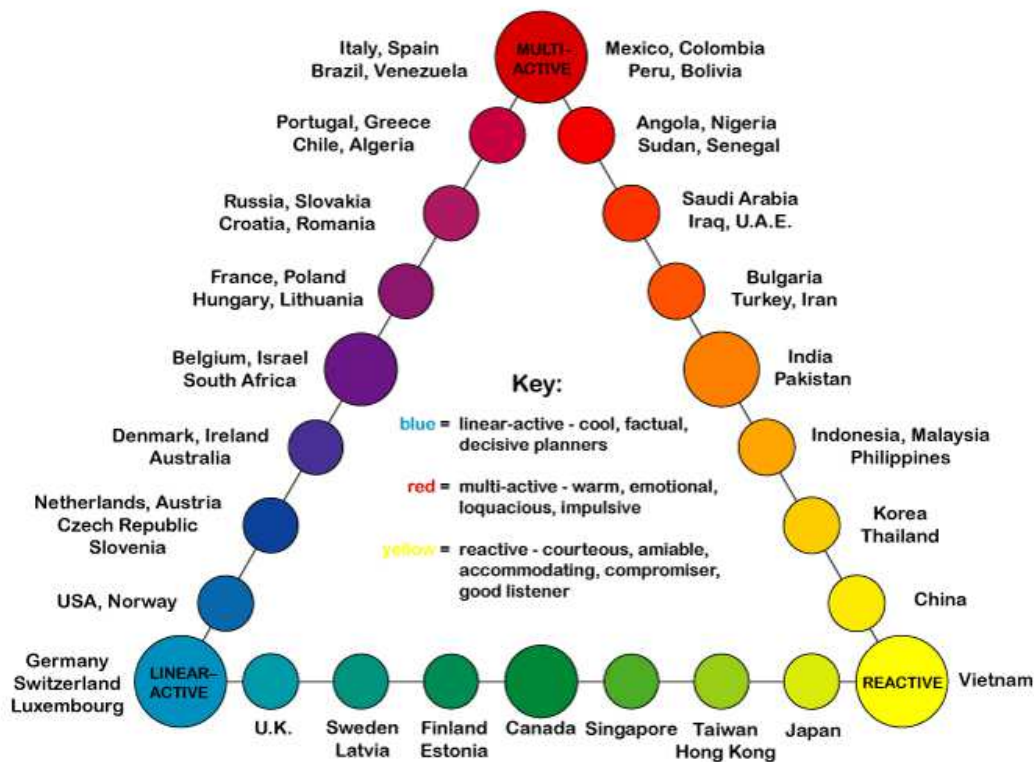 Italy, Spain
Brazil, Venezuela
MULTI-
ACTIVE
Mexico, Colombia
Peru, Bolivia
Portugal, Greece
Chile, Algeria
Angola, Nigeria
Sudan, Senegal
Russia, Slovakia
Croatia, Romania
Saudi Arabia
Iraq, U.A.E.
France, Poland
Hungary, Lithuania
Bulgaria
Turkey, Iran
Belgium, Israel
South Africa
India
Pakistan
Key:
blue = linear-active - cool, factual,
decisive planners
red = multi-active - warm, emotional,
loquacious, impulsive
yellow = reactive - courteous, amiable,
accommodating, compromiser,
good listener
Denmark, Ireland
Australia
Indonesia, Malaysia
Philippines
Netherlands, Austria
Czech Republic
Slovenia
Korea
Thailand
USA, Norway
China
Germany
Switzerland
Luxembourg
LINEAR-
ACTIVE
REACTIVE
Vietnam
U.K.
Sweden
Latvia
Finland
Estonia
Canada
Singapore
Taiwan
Hong Kong
Japan